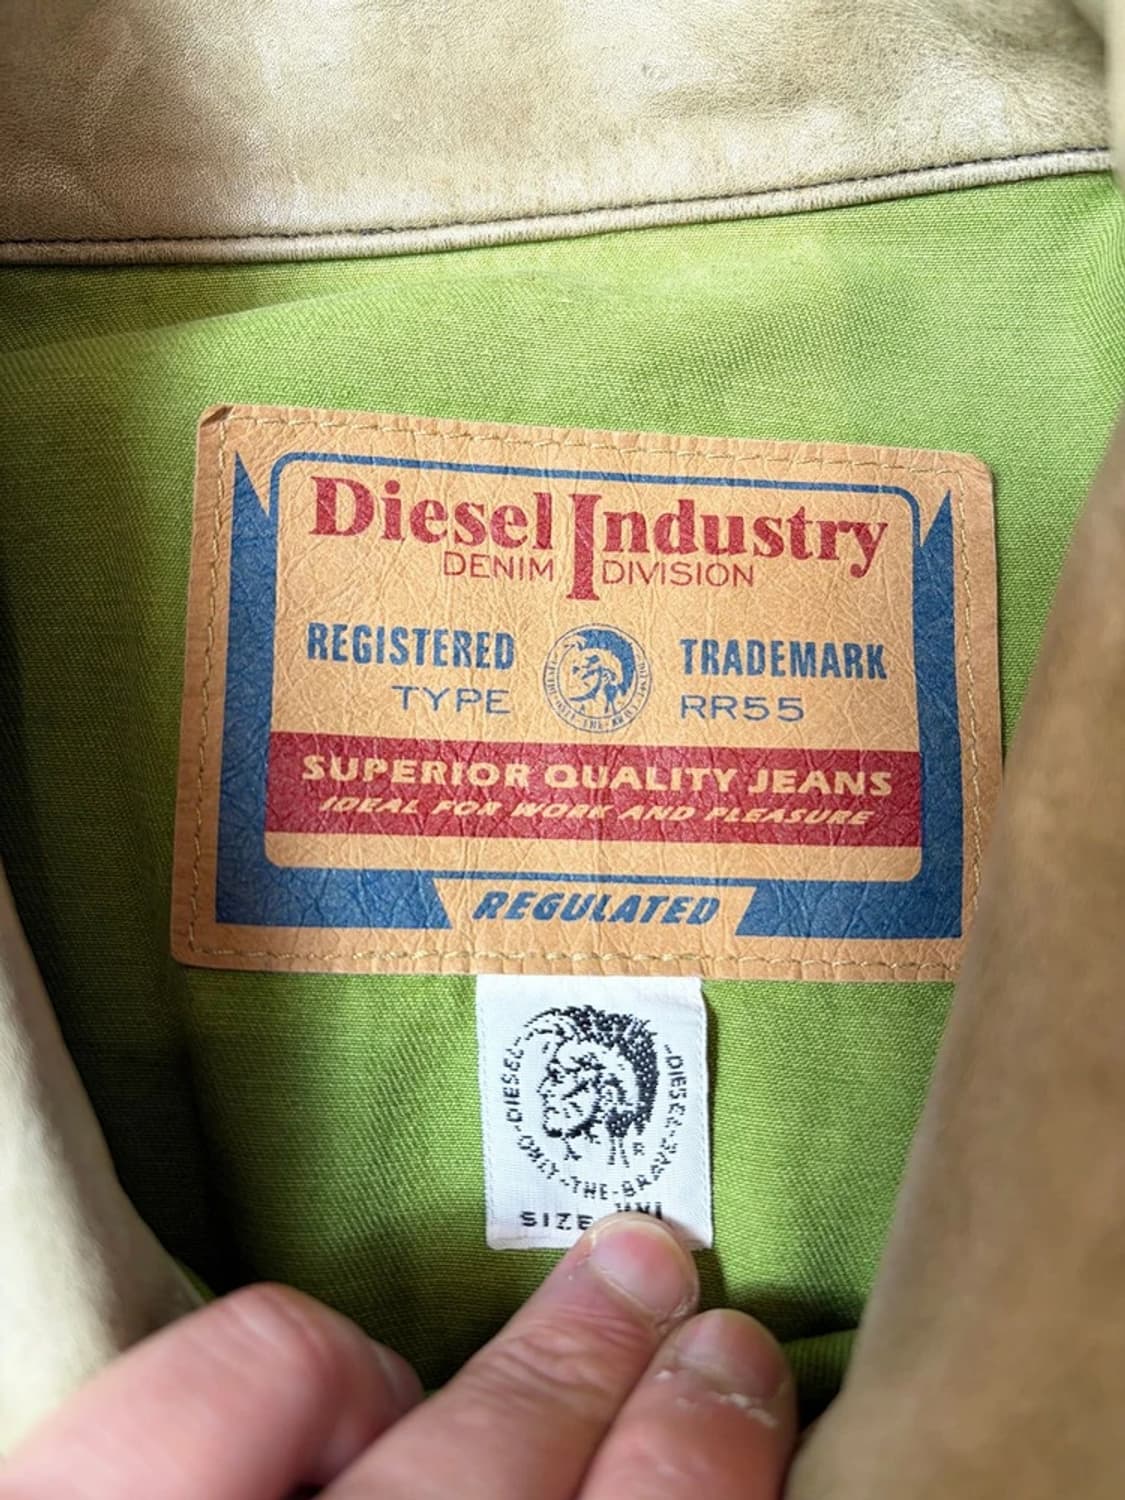 Diesel Industry
DENIM DIVISION
REGISTERED TRADEMARK
TYPE RR55
SUPERIOR QUALITY JEANS
IDEAL FOR WORK AND PLEASURE
REGULATED
DIESEL-ONLY-THE-BRAVE-DIESEL
R
SIZE